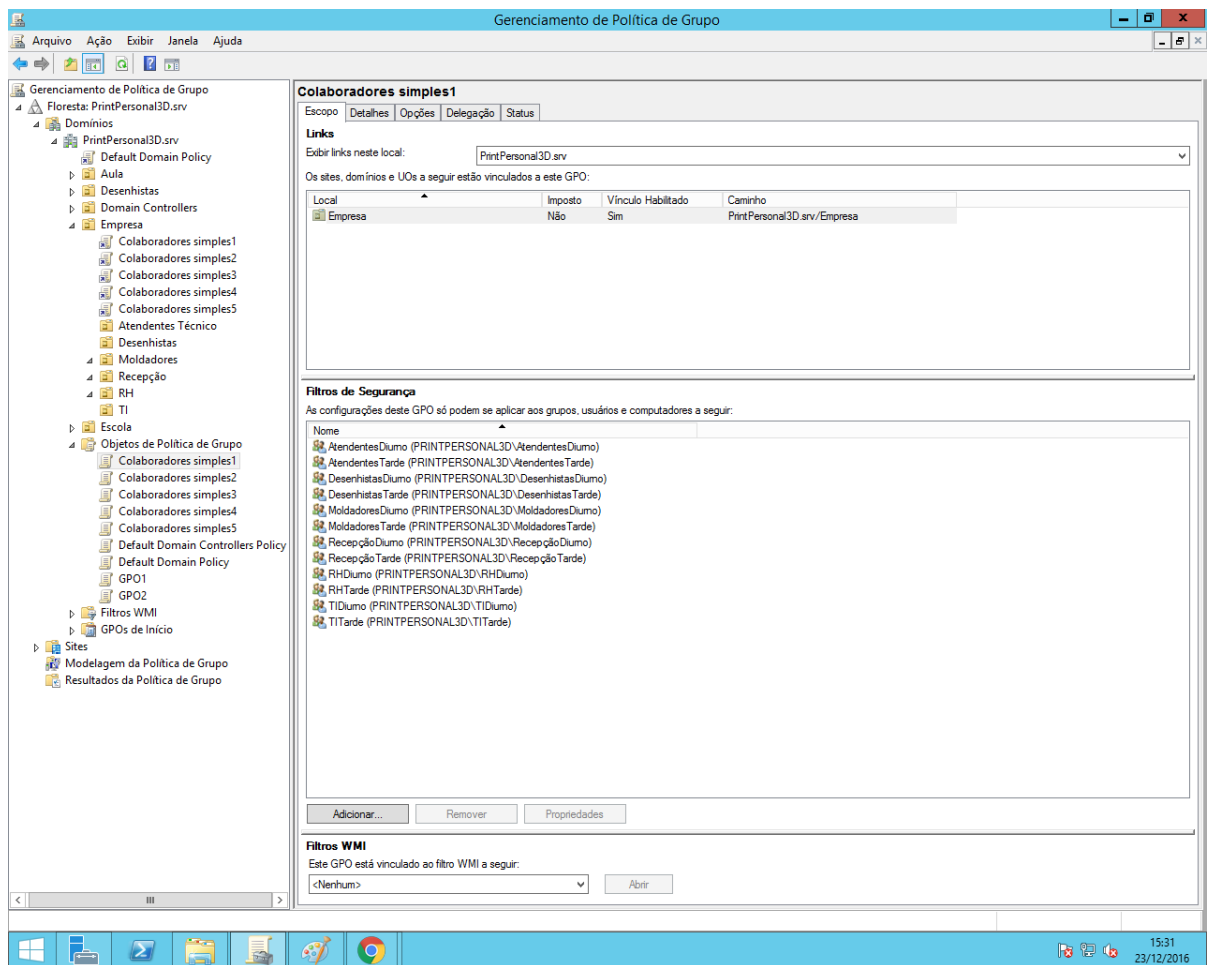 Gerenciamento de Política de Grupo
Arquivo Ação Exibir Janela Ajuda
Gerenciamento de Política de Grupo
Floresta: PrintPersonal3D.srv
Domínios
PrintPersonal3D.srv
Default Domain Policy
Aula
Desenhistas
Domain Controllers
Empresa
Colaboradores simples1
Colaboradores simples2
Colaboradores simples3
Colaboradores simples4
Colaboradores simples5
Atendentes Técnico
Desenhistas
Moldadores
Recepção
RH
TI
Escola
Objetos de Política de Grupo
Colaboradores simples1
Colaboradores simples2
Colaboradores simples3
Colaboradores simples4
Colaboradores simples5
Default Domain Controllers Policy
Default Domain Policy
GPO1
GPO2
Filtros WMI
GPOs de Início
Sites
Modelagem da Política de Grupo
Resultados da Política de Grupo
Colaboradores simples1
Escopo Detalhes Opções Delegação Status
Links
Exibir links neste local: PrintPersonal3D.srv
Os sites, domínios e UOs a seguir estão vinculados a este GPO:
Local Imposto Vínculo Habilitado Caminho
Empresa Não Sim PrintPersonal3D.srv/Empresa
Filtros de Segurança
As configurações deste GPO só podem se aplicar aos grupos, usuários e computadores a seguir:
Nome
AtendentesDiurno (PRINTPERSONAL3D\AtendentesDiurno)
AtendentesTarde (PRINTPERSONAL3D\AtendentesTarde)
DesenhistasDiurno (PRINTPERSONAL3D\DesenhistasDiurno)
DesenhistasTarde (PRINTPERSONAL3D\DesenhistasTarde)
MoldadoresDiurno (PRINTPERSONAL3D\MoldadoresDiurno)
MoldadoresTarde (PRINTPERSONAL3D\MoldadoresTarde)
RecepçãoDiurno (PRINTPERSONAL3D\RecepçãoDiurno)
RecepçãoTarde (PRINTPERSONAL3D\RecepçãoTarde)
RHDiurno (PRINTPERSONAL3D\RHDiurno)
RHTarde (PRINTPERSONAL3D\RHTarde)
TIDiurno (PRINTPERSONAL3D\TIDiurno)
TITarde (PRINTPERSONAL3D\TITarde)
Adicionar... Remover Propriedades
Filtros WMI
Este GPO está vinculado ao filtro WMI a seguir:
<Nenhum> Abrir
15:31
23/12/2016